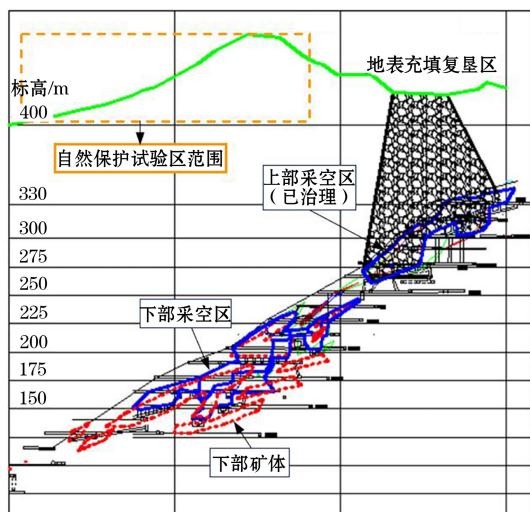 地表充填复垦区
标高/m
400
自然保护试验区范围
上部采空区
（已治理）
330
300
275
250
下部采空区
225
200
175
150
下部矿体